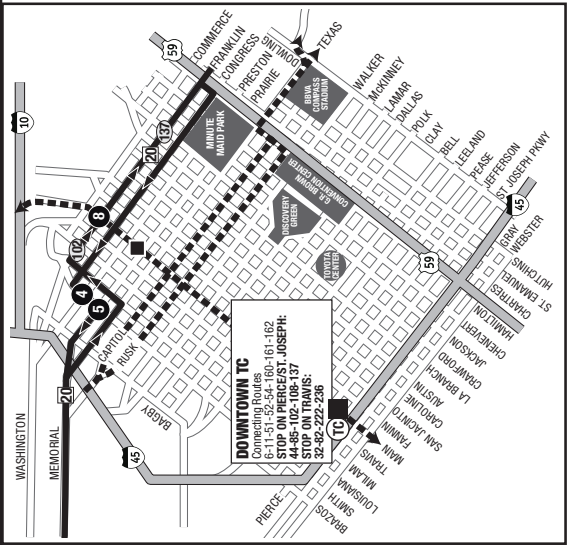 WASHINGTON
10
MEMORIAL
20
59
COMMERCE
FRANKLIN
CONGRESS
PRESTON
PRAIRIE
DOWLING
TEXAS
BBVA
COMPASS
STADIUM
WALKER
McKINNEY
LAMAR
DALLAS
POLK
CLAY
BELL
LEELAND
PEASE
JEFFERSON
ST JOSEPH PKWY
MINUTE
MAID PARK
137
20
8
102
4
5
CAPITOL
RUSK
BAGBY
45
G.R. BROWN
CONVENTION CENTER
DISCOVERY
GREEN
TOYOTA
CENTER
59
45
GRAY
WEBSTER
HUTCHINS
ST. EMANUEL
CHARTRES
HAMILTON
CHENEVERT
JACKSON
CRAWFORD
LA BRANCH
AUSTIN
CAROLINE
SAN JACINTO
FANNIN
MAIN
TRAVIS
MILAM
LOUISIANA
SMITH
BRAZOS
PIERCE
TC
DOWNTOWN TC
Connecting Routes
6-11-51-52-54-160-161-162
STOP ON PIERCE/ST. JOSEPH:
44-85-102-108-137
STOP ON TRAVIS:
32-82-222-236